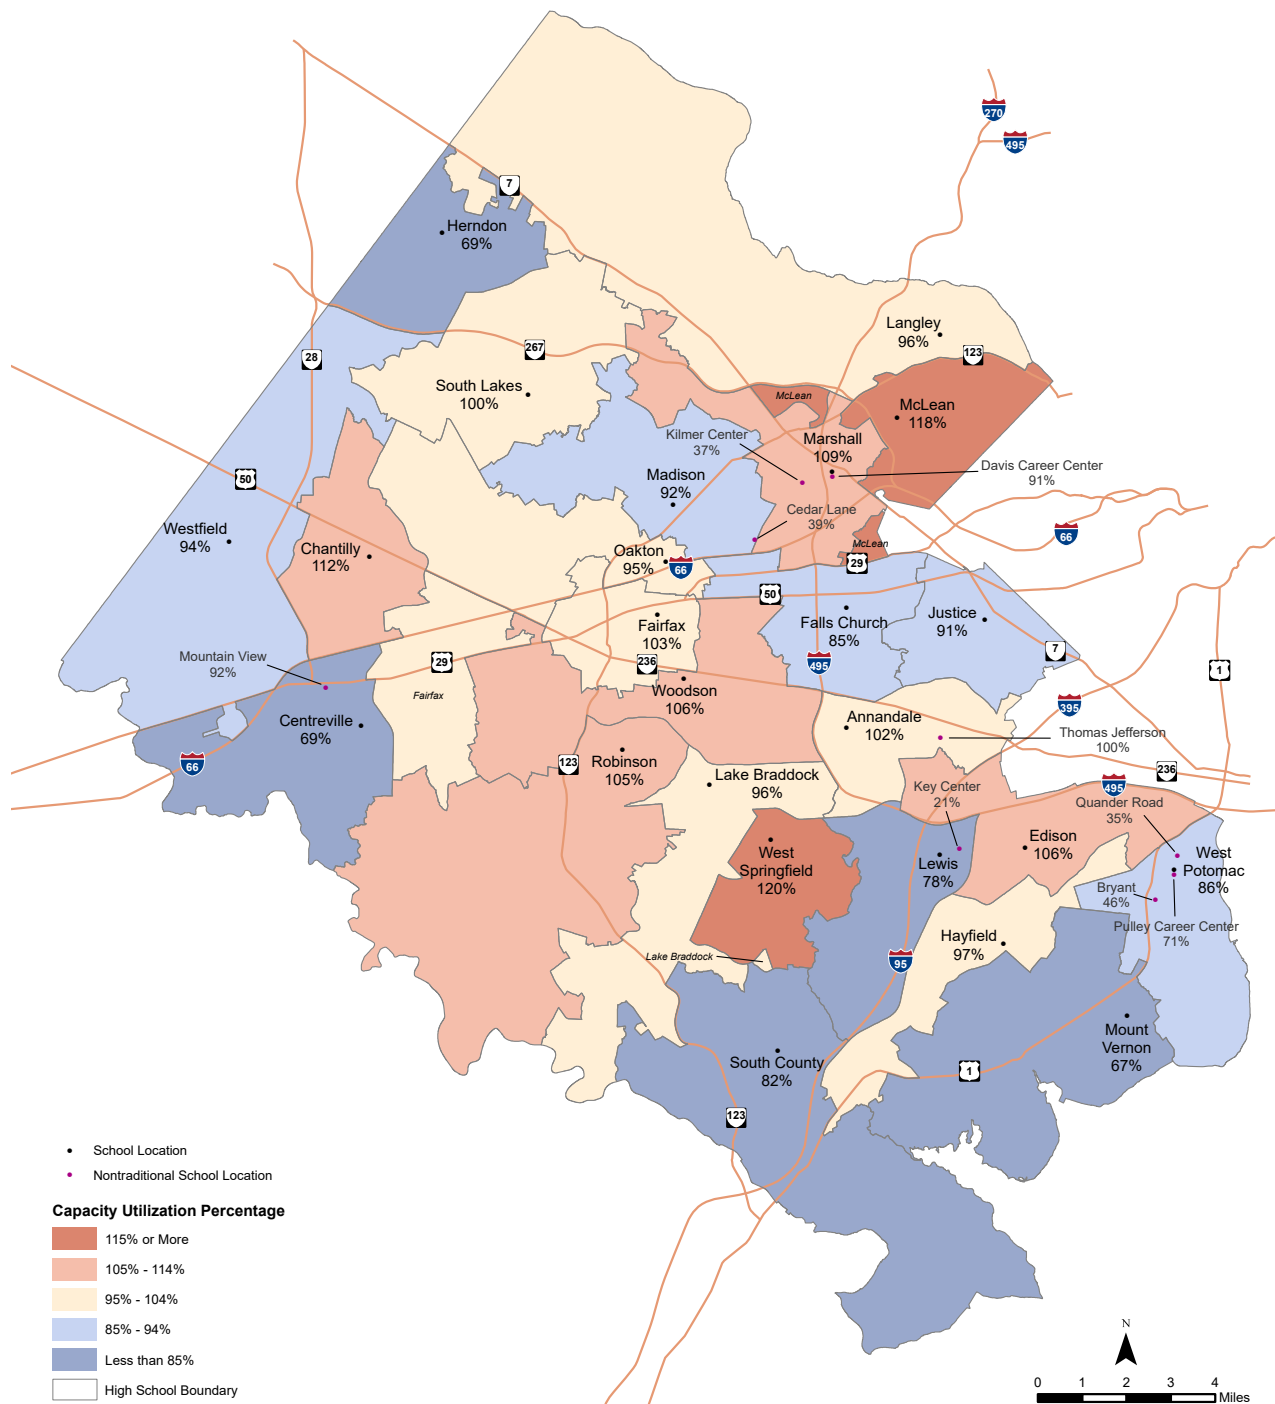 270
495
7
Herndon
69%
Langley
96%
123
28
267
South Lakes
100%
McLean
McLean
118%
Kilmer Center
37%
Marshall
109%
Davis Career Center
91%
Madison
92%
50
Cedar Lane
39%
Westfield
94%
Chantilly
112%
Oakton
95%
66
McLean
29
66
50
Fairfax
103%
Falls Church
85%
Justice
91%
7
Mountain View
92%
29
236
495
1
Fairfax
Woodson
106%
395
Centreville
69%
Annandale
102%
Thomas Jefferson
100%
66
123
Robinson
105%
Lake Braddock
96%
236
495
Key Center
21%
Quander Road
35%
Edison
106%
West
Springfield
120%
Lewis
78%
West
Potomac
86%
Bryant
46%
Pulley Career Center
71%
Hayfield
97%
Lake Braddock
95
Mount
Vernon
67%
South County
82%
1
123
School Location
Nontraditional School Location
Capacity Utilization Percentage
115% or More
105% - 114%
95% - 104%
85% - 94%
Less than 85%
High School Boundary
N
0 1 2 3 4
Miles